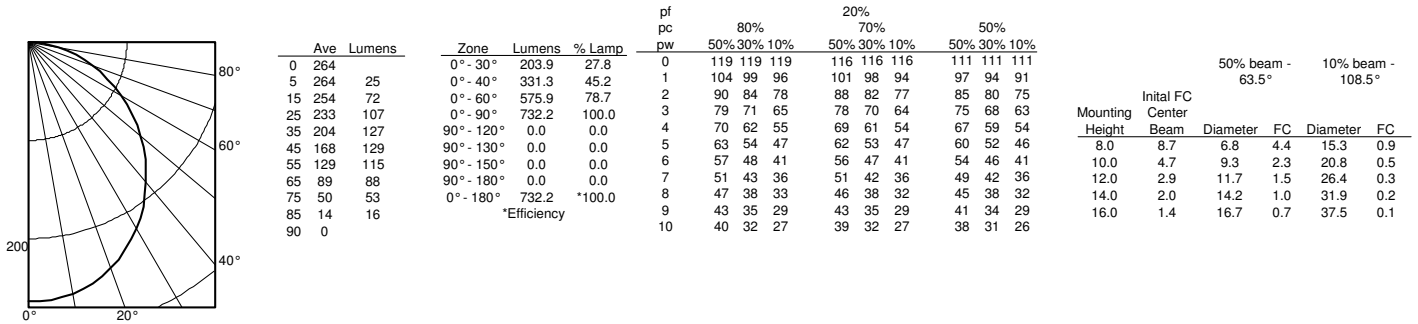 80°
60°
40°
200
0° 20°
Ave Lumens
0 264
5 264 25
15 254 72
25 233 107
35 204 127
45 168 129
55 129 115
65 89 88
75 50 53
85 14 16
90 0
Zone Lumens % Lamp
0° - 30° 203.9 27.8
0° - 40° 331.3 45.2
0° - 60° 575.9 78.7
0° - 90° 732.2 100.0
90° - 120° 0.0 0.0
90° - 130° 0.0 0.0
90° - 150° 0.0 0.0
90° - 180° 0.0 0.0
0° - 180° 732.2 *100.0
*Efficiency
pf 20%
pc 80% 70% 50%
pw 50% 30% 10% 50% 30% 10% 50% 30% 10%
0 119 119 119 116 116 116 111 111 111
1 104 99 96 101 98 94 97 94 91
2 90 84 78 88 82 77 85 80 75
3 79 71 65 78 70 64 75 68 63
4 70 62 55 69 61 54 67 59 54
5 63 54 47 62 53 47 60 52 46
6 57 48 41 56 47 41 54 46 41
7 51 43 36 51 42 36 49 42 36
8 47 38 33 46 38 32 45 38 32
9 43 35 29 43 35 29 41 34 29
10 40 32 27 39 32 27 38 31 26
50% beam - 10% beam -
63.5° 108.5°
Inital FC
Mounting Center
Height Beam Diameter FC Diameter FC
8.0 8.7 6.8 4.4 15.3 0.9
10.0 4.7 9.3 2.3 20.8 0.5
12.0 2.9 11.7 1.5 26.4 0.3
14.0 2.0 14.2 1.0 31.9 0.2
16.0 1.4 16.7 0.7 37.5 0.1